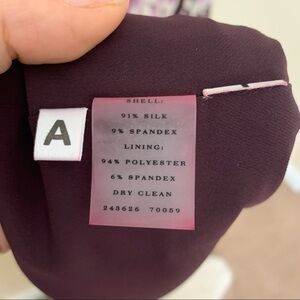 A
SHELL:
91% SILK
9% SPANDEX
LINING:
94% POLYESTER
6% SPANDEX
DRY CLEAN
243626 70059